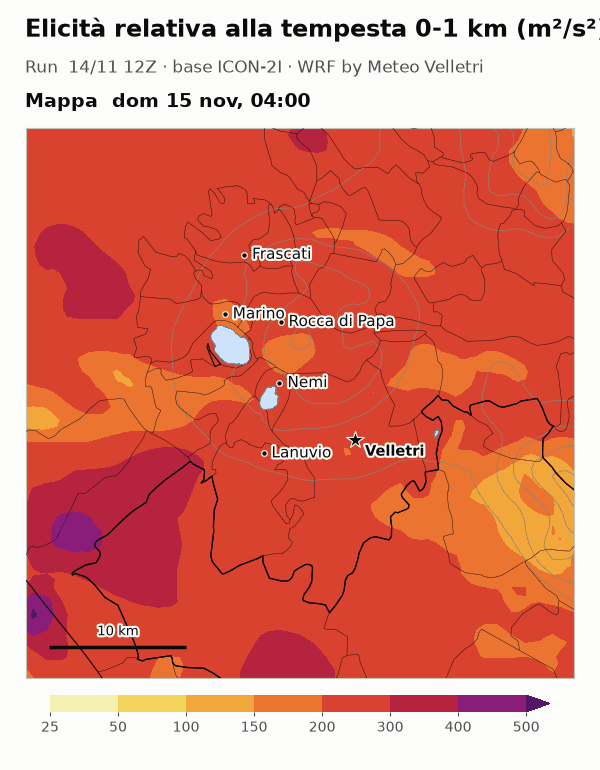 Elicità relativa alla tempesta 0-1 km (m²/s²)
Run  14/11 12Z · base ICON-2I · WRF by Meteo Velletri
Mappa  dom 15 nov, 04:00
Frascati
Marino
Rocca di Papa
Nemi
Velletri
Lanuvio
10 km
25 50 100 150 200 300 400 500